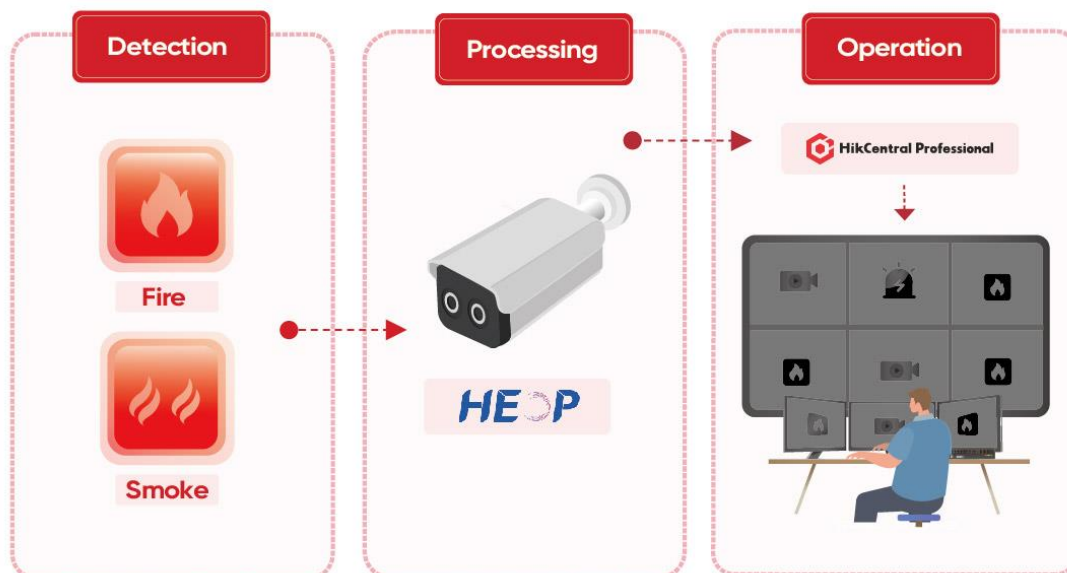 Detection
Processing
Operation
Fire
Smoke
HEOP
HikCentral Professional